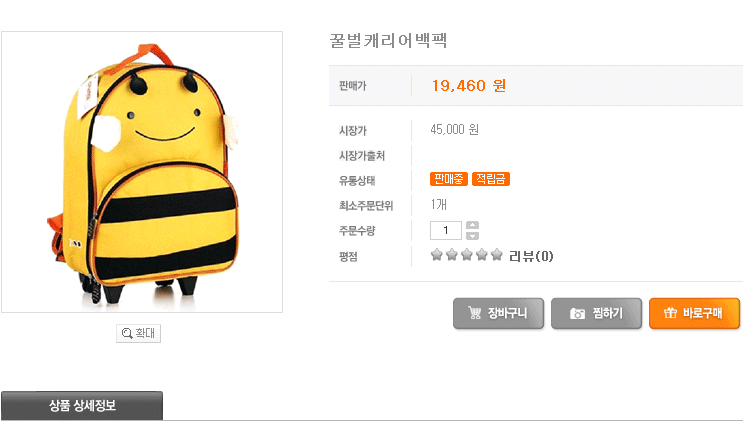 꿀벌캐리어백팩
판매가 19,460 원
시장가 45,000 원
시장가출처
유통상태 판매중 적립금
최소주문단위 1개
주문수량 1
평점 리뷰(0)
장바구니 찜하기 바로구매
확대
상품 상세정보